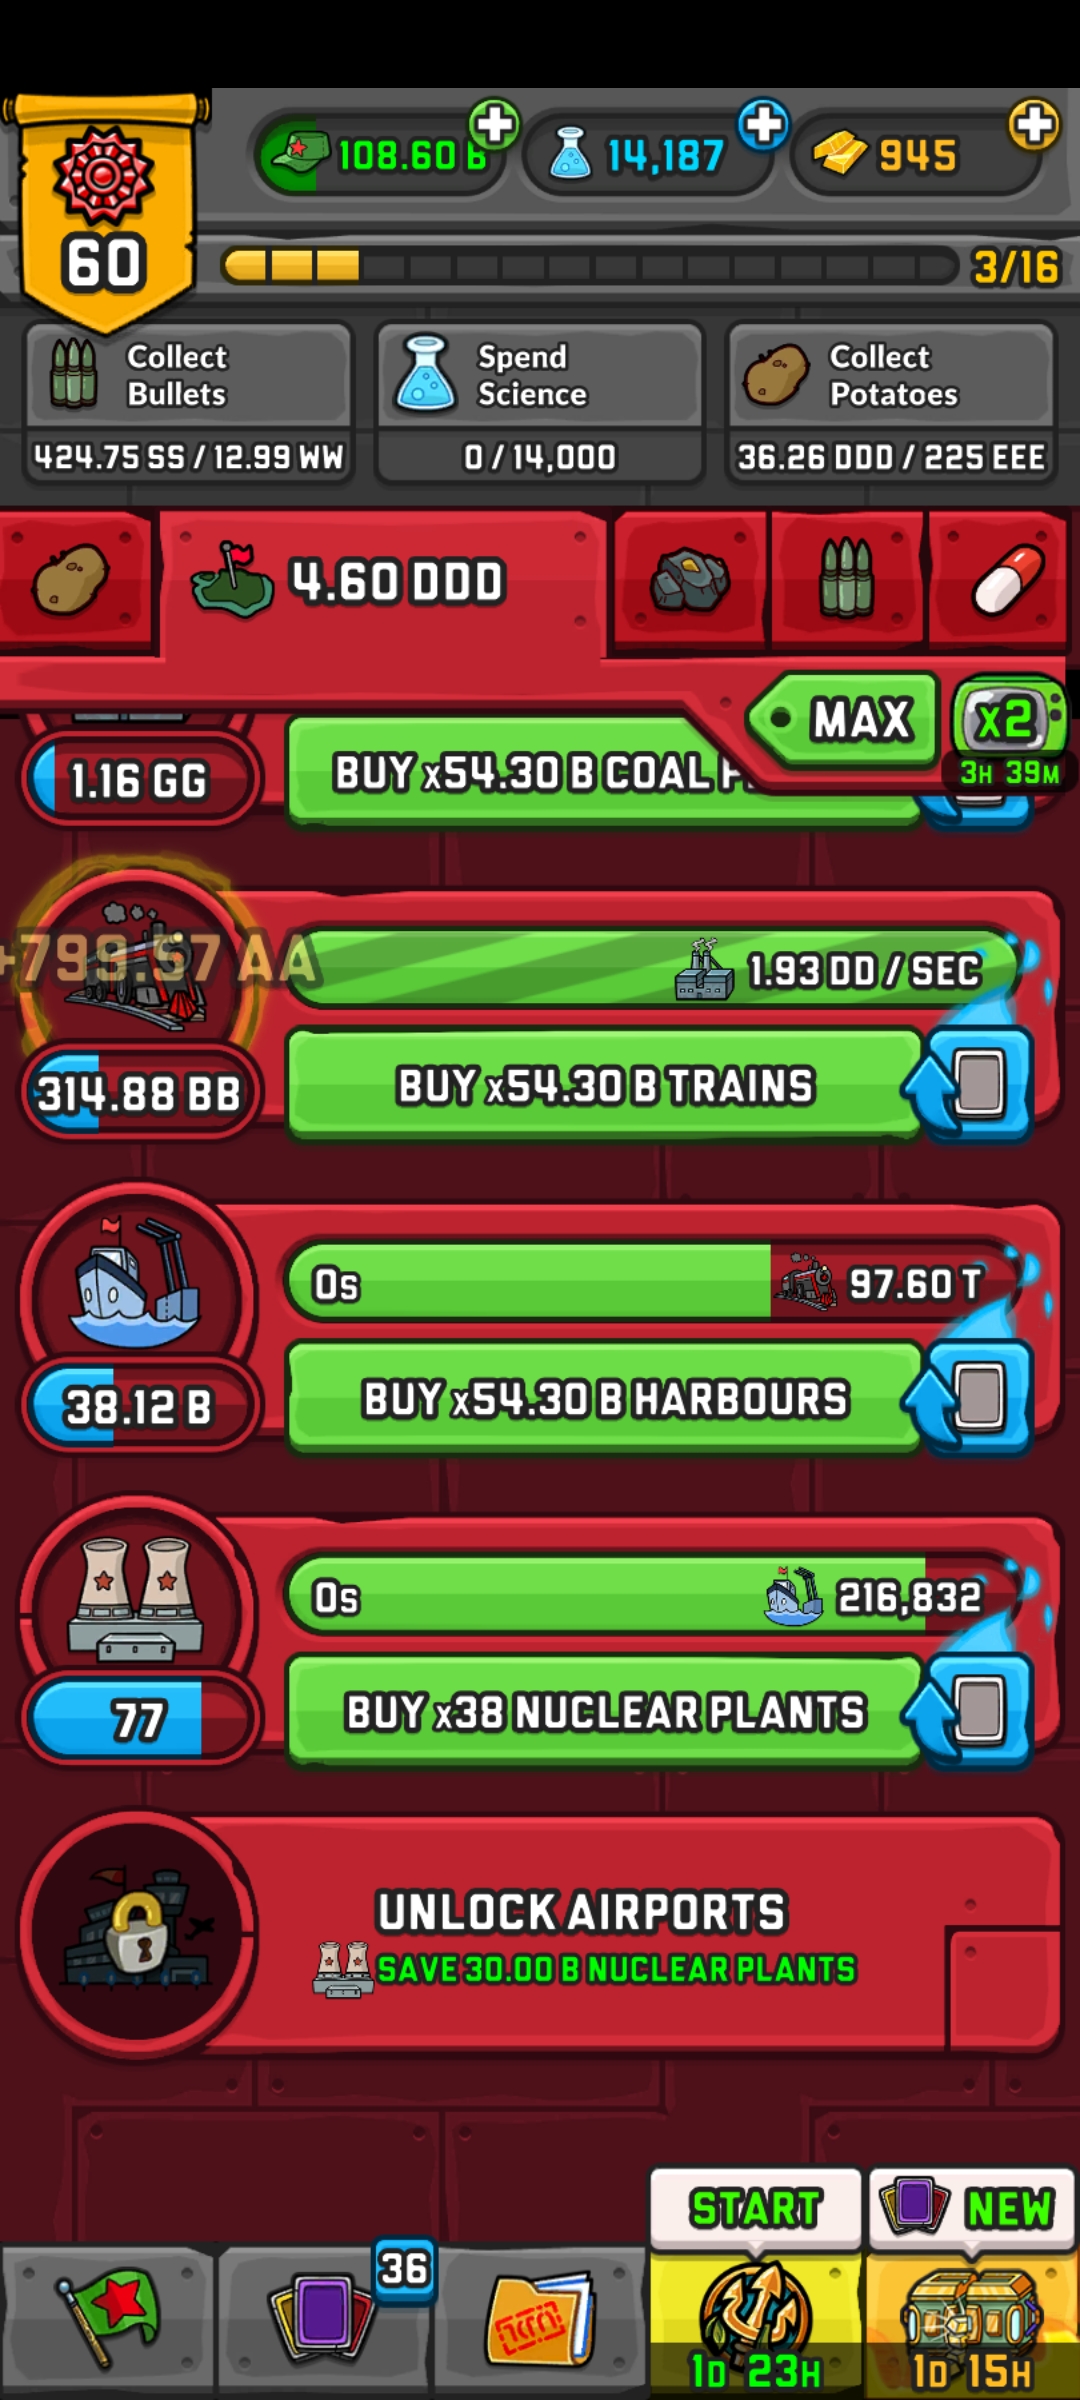 108.60 B
14,187
945
60
3/16
Collect
Bullets
424.75 SS / 12.99 WW
Spend
Science
0 / 14,000
Collect
Potatoes
36.26 DDD / 225 EEE
4.60 DDD
MAX
x2
3H 39M
1.16 GG
BUY x54.30 B COAL
+799.57 AA
1.93 DD / SEC
314.88 BB
BUY x54.30 B TRAINS
0s
97.60 T
38.12 B
BUY x54.30 B HARBOURS
0s
216,832
77
BUY x38 NUCLEAR PLANTS
UNLOCK AIRPORTS
SAVE 30.00 B NUCLEAR PLANTS
START
NEW
36
1D 23H
1D 15H